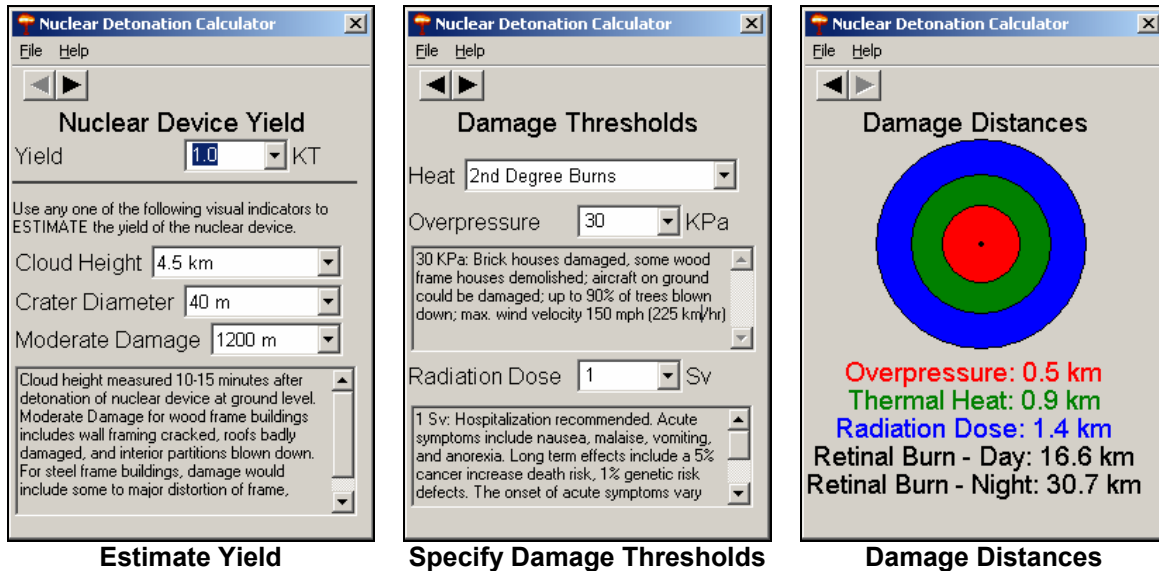 Nuclear Detonation Calculator
File Help
Nuclear Device Yield
Yield 1.0 KT
Use any one of the following visual indicators to
ESTIMATE the yield of the nuclear device.
Cloud Height 4.5 km
Crater Diameter 40 m
Moderate Damage 1200 m
Cloud height measured 10-15 minutes after
detonation of nuclear device at ground level.
Moderate Damage for wood frame buildings
includes wall framing cracked, roofs badly
damaged, and interior partitions blown down.
For steel frame buildings, damage would
include some to major distortion of frame,
Estimate Yield
Nuclear Detonation Calculator
File Help
Damage Thresholds
Heat 2nd Degree Burns
Overpressure 30 KPa
30 KPa: Brick houses damaged, some wood
frame houses demolished; aircraft on ground
could be damaged; up to 90% of trees blown
down; max. wind velocity 150 mph (225 km/hr)
Radiation Dose 1 Sv
1 Sv: Hospitalization recommended. Acute
symptoms include nausea, malaise, vomiting,
and anorexia. Long term effects include a 5%
cancer increase death risk, 1% genetic risk
defects. The onset of acute symptoms vary
Specify Damage Thresholds
Nuclear Detonation Calculator
File Help
Damage Distances
Overpressure: 0.5 km
Thermal Heat: 0.9 km
Radiation Dose: 1.4 km
Retinal Burn - Day: 16.6 km
Retinal Burn - Night: 30.7 km
Damage Distances